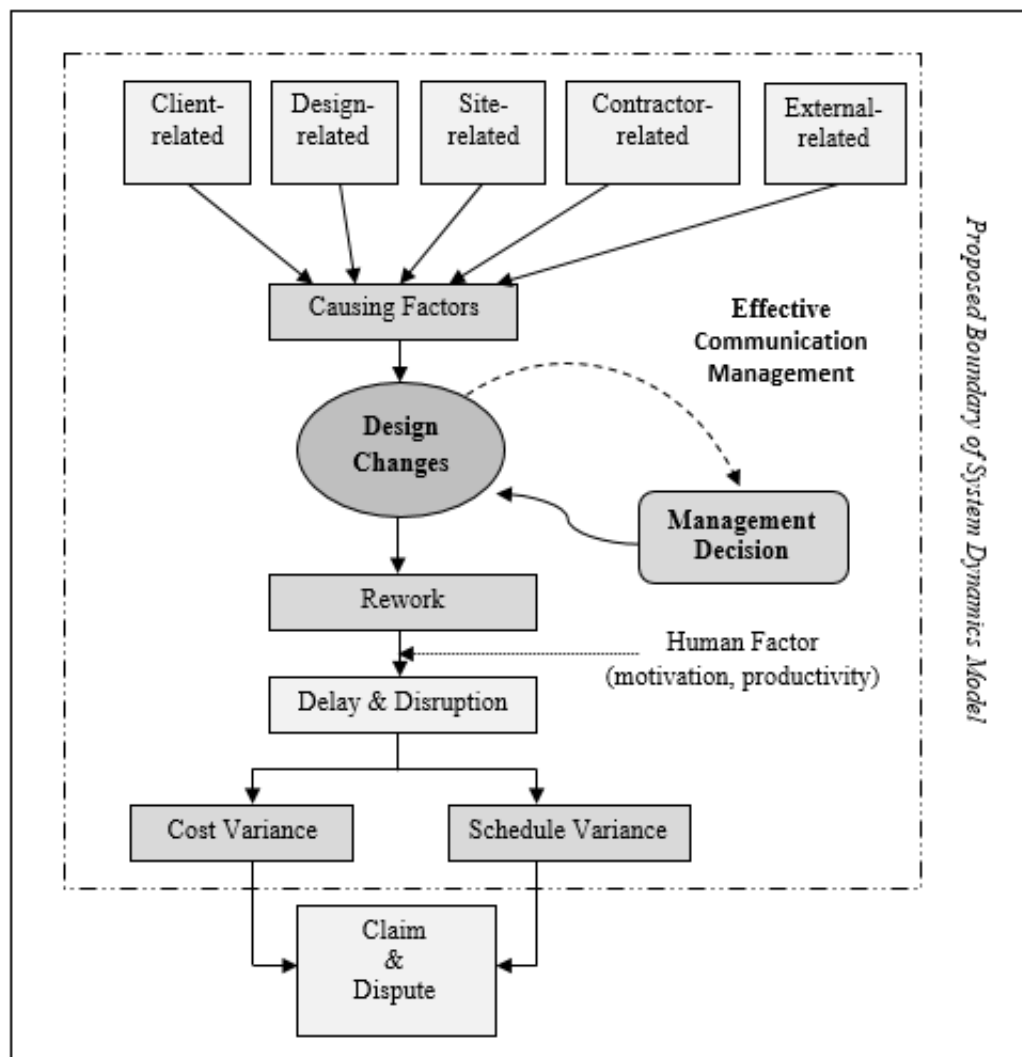 Client-
related
Design-
related
Site-
related
Contractor-
related
External-
related
Causing Factors
Effective
Communication
Management
Design
Changes
Management
Decision
Rework
Human Factor
(motivation, productivity)
Delay & Disruption
Cost Variance
Schedule Variance
Claim
&
Dispute
Proposed Boundary of System Dynamics Model